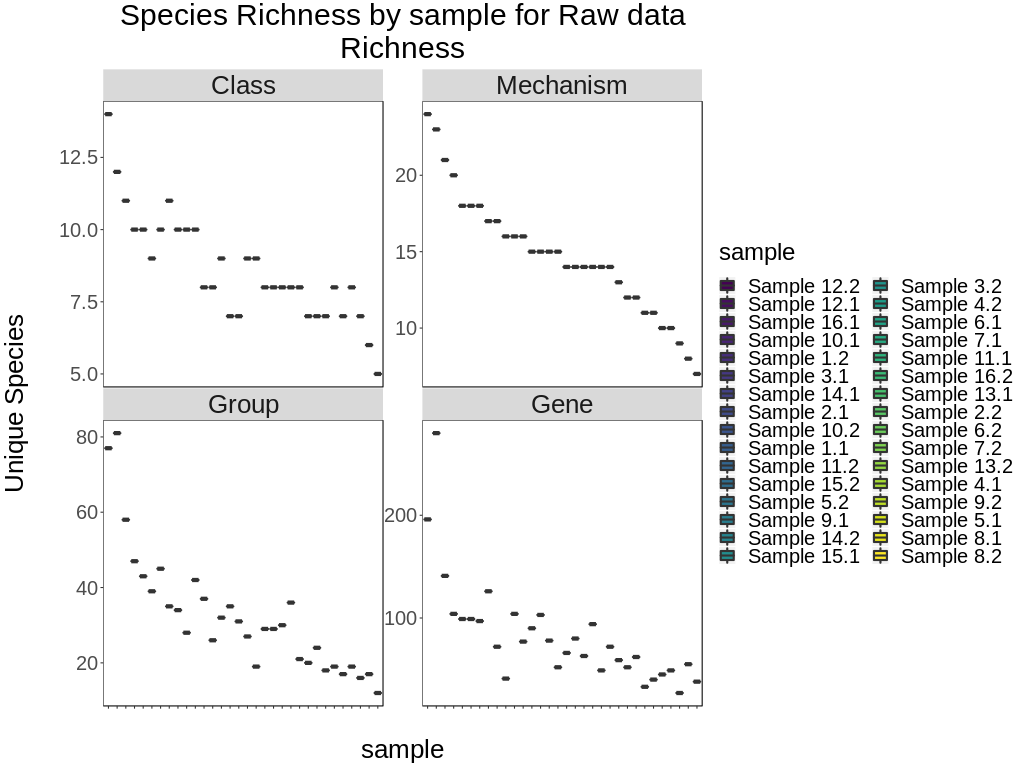 Species Richness by sample for Raw data
Richness
Class
Mechanism
12.5
10.0
7.5
5.0
20
15
10
Group
Gene
80
60
40
20
200
100
Unique Species
sample
sample
Sample 12.2
Sample 12.1
Sample 16.1
Sample 10.1
Sample 1.2
Sample 3.1
Sample 14.1
Sample 2.1
Sample 10.2
Sample 1.1
Sample 11.2
Sample 15.2
Sample 5.2
Sample 9.1
Sample 14.2
Sample 15.1
Sample 3.2
Sample 4.2
Sample 6.1
Sample 7.1
Sample 11.1
Sample 16.2
Sample 13.1
Sample 2.2
Sample 6.2
Sample 7.2
Sample 13.2
Sample 4.1
Sample 9.2
Sample 5.1
Sample 8.1
Sample 8.2